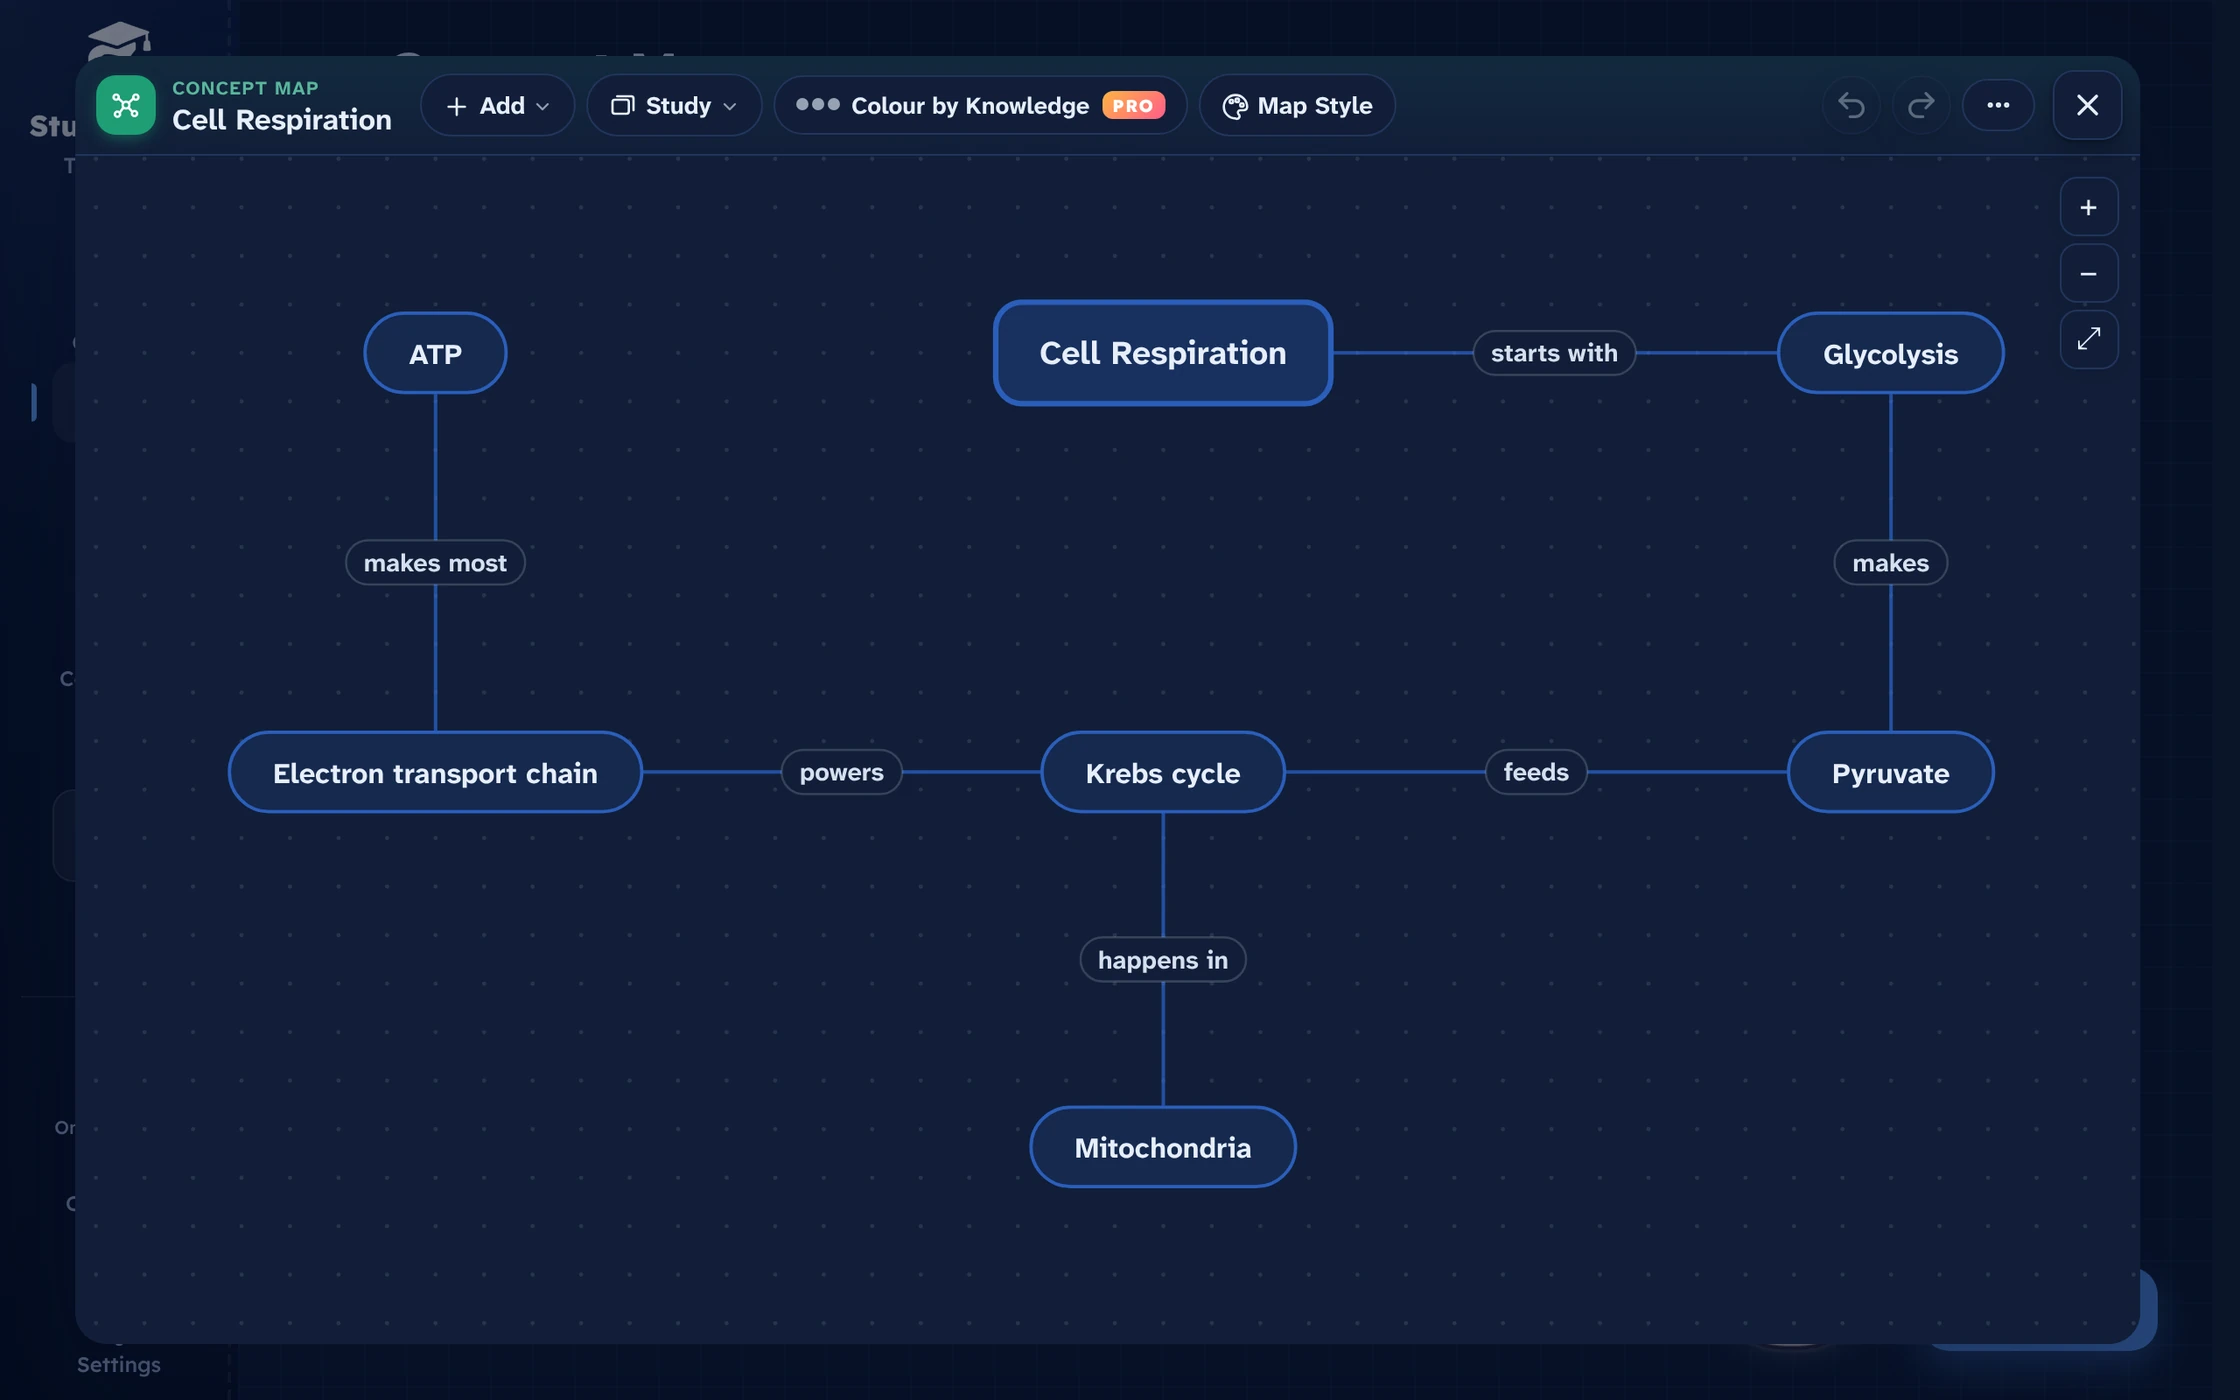 CONCEPT MAP
Cell Respiration
Add
Study
Colour by Knowledge PRO
Map Style
ATP
Cell Respiration
starts with
Glycolysis
makes most
makes
Electron transport chain
powers
Krebs cycle
feeds
Pyruvate
happens in
Mitochondria
Settings